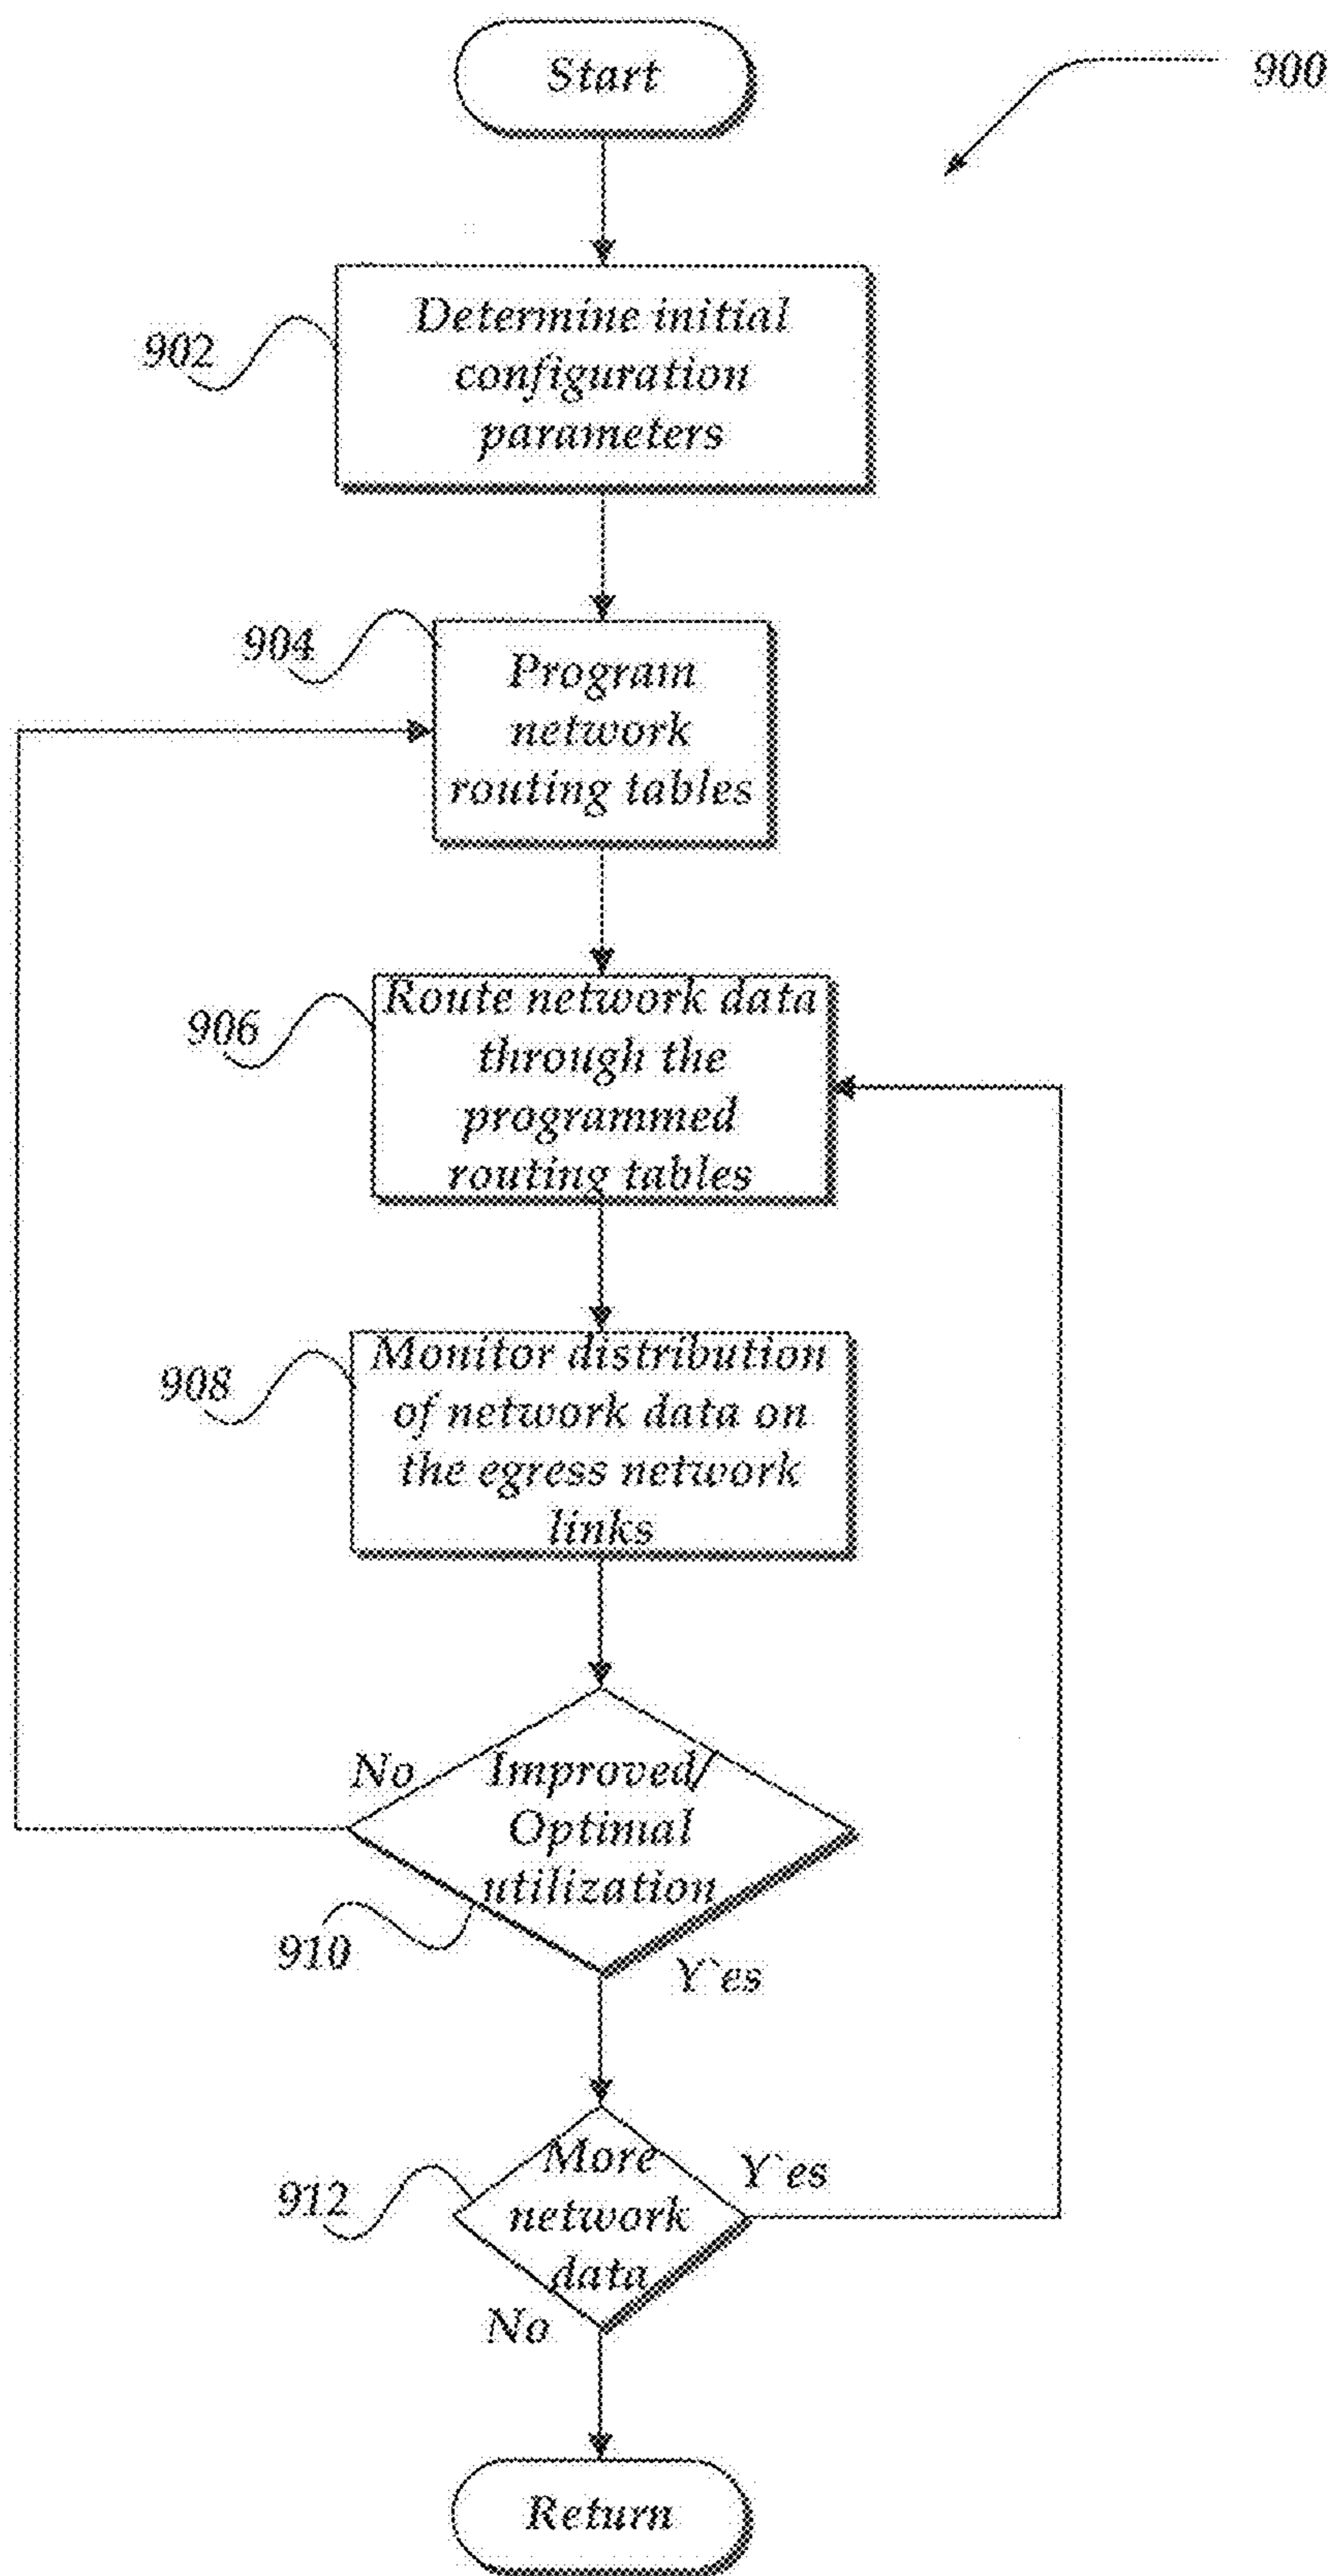 Start
900
Determine initial
configuration
parameters
902
904
Program
network
routing tables
Route network data
through the
programmed
routing tables
906
Monitor distribution
of network data on
the egress network
links
908
No
Improved/
Optimal
utilization
910
Yes
More
network
data
Yes
912
No
Return